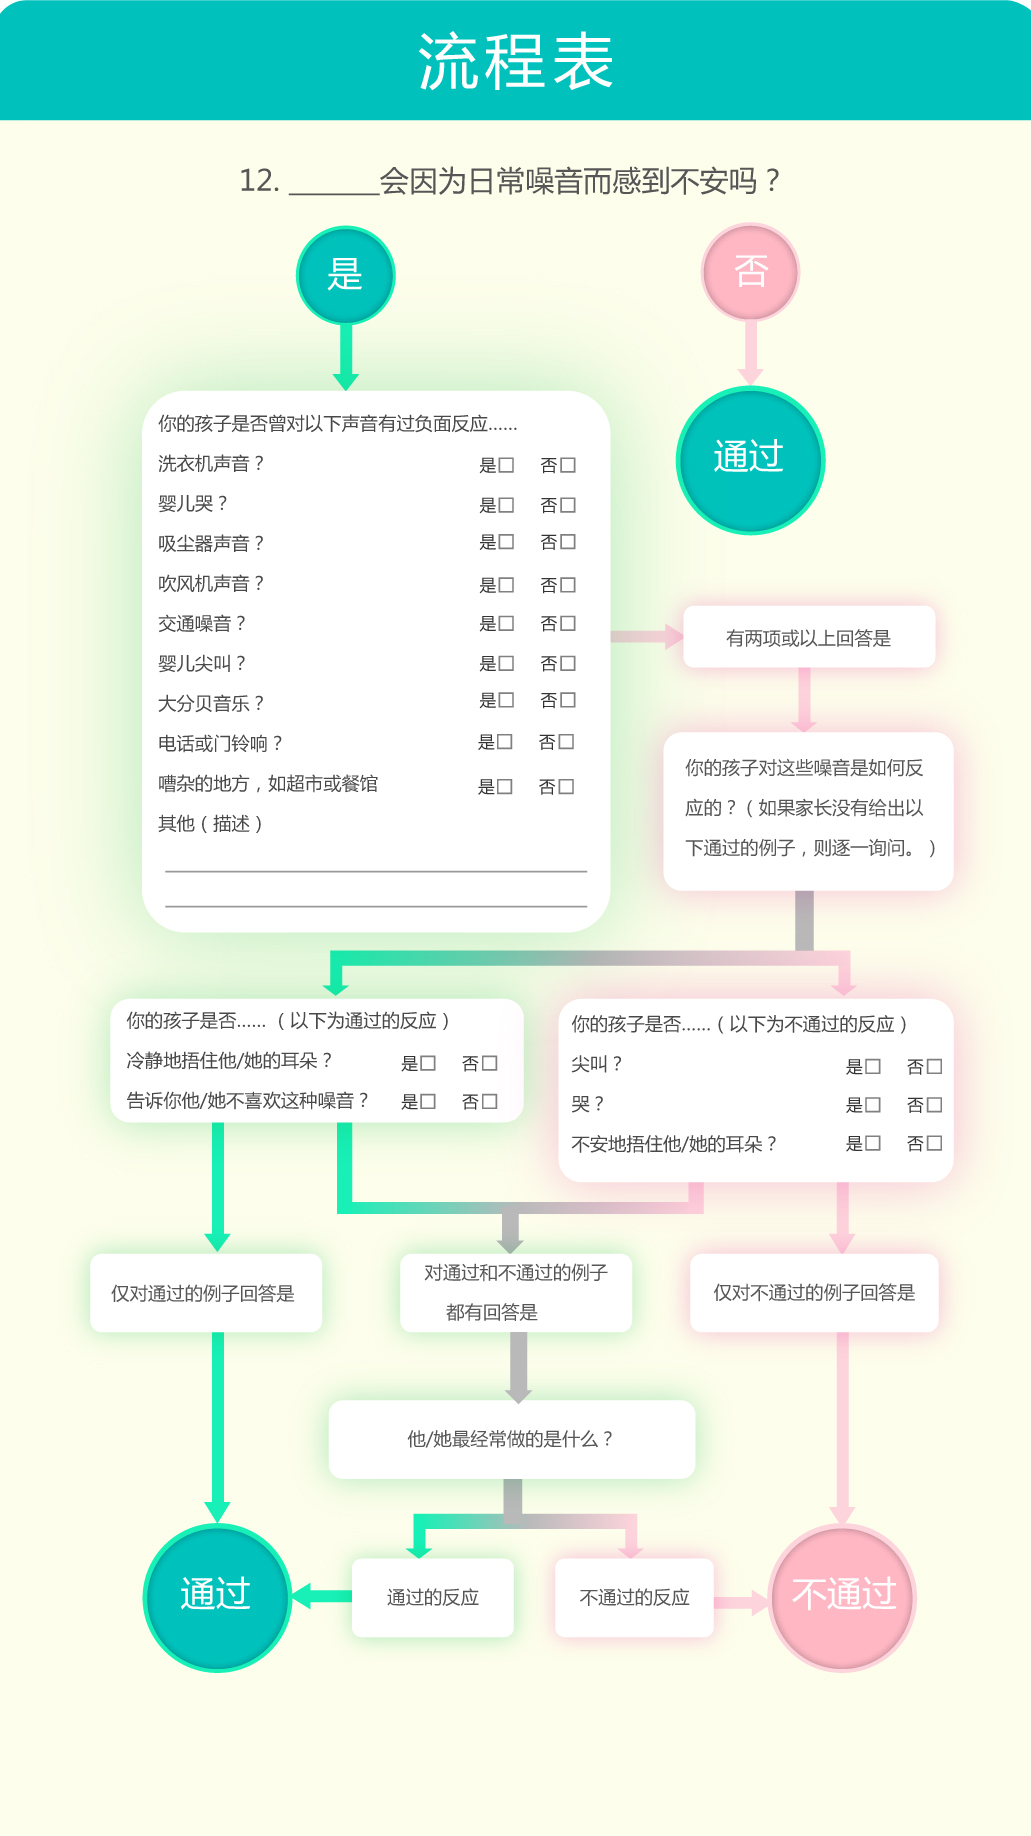 流程表
12. ______会因为日常噪音而感到不安吗？
是
否
通过
你的孩子是否曾对以下声音有过负面反应……
洗衣机声音？ 是□ 否□
婴儿哭？ 是□ 否□
吸尘器声音？ 是□ 否□
吹风机声音？ 是□ 否□
交通噪音？ 是□ 否□
婴儿尖叫？ 是□ 否□
大分贝音乐？ 是□ 否□
电话或门铃响？ 是□ 否□
嘈杂的地方，如超市或餐馆 是□ 否□
其他（描述）
有两项或以上回答是
你的孩子对这些噪音是如何反
应的？（如果家长没有给出以
下通过的例子，则逐一询问。）
你的孩子是否……（以下为通过的反应）
冷静地捂住他/她的耳朵？ 是□ 否□
告诉你他/她不喜欢这种噪音？ 是□ 否□
你的孩子是否……（以下为不通过的反应）
尖叫？ 是□ 否□
哭？ 是□ 否□
不安地捂住他/她的耳朵？ 是□ 否□
仅对通过的例子回答是
对通过和不通过的例子
都有回答是
仅对不通过的例子回答是
他/她最经常做的是什么？
通过
通过的反应
不通过的反应
不通过